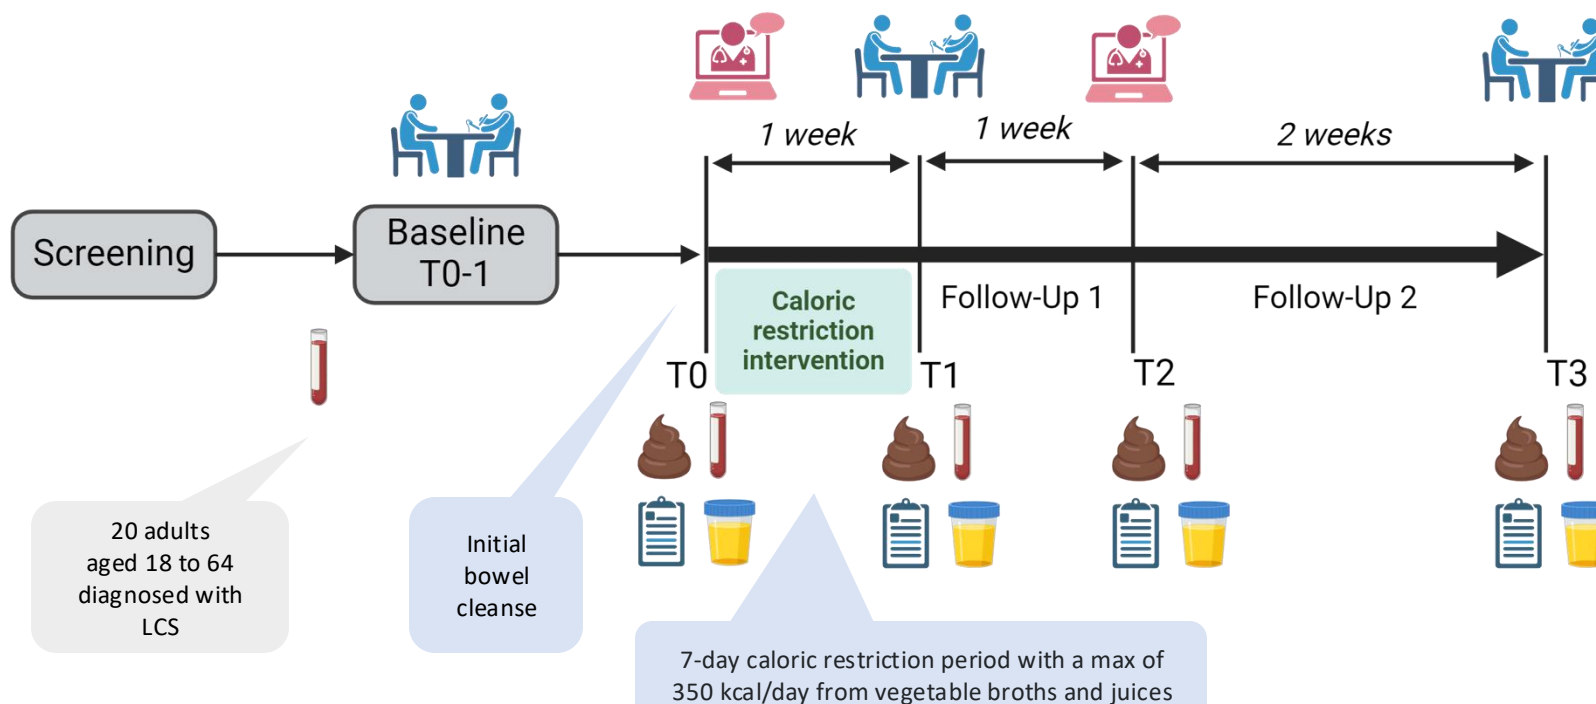 1 week
1 week
2 weeks
Screening
Baseline
T0-1
Caloric
restriction
intervention
Follow-Up 1
Follow-Up 2
T0
T1
T2
T3
20 adults
aged 18 to 64
diagnosed with
LCS
Initial
bowel
cleanse
7-day caloric restriction period with a max of
350 kcal/day from vegetable broths and juices